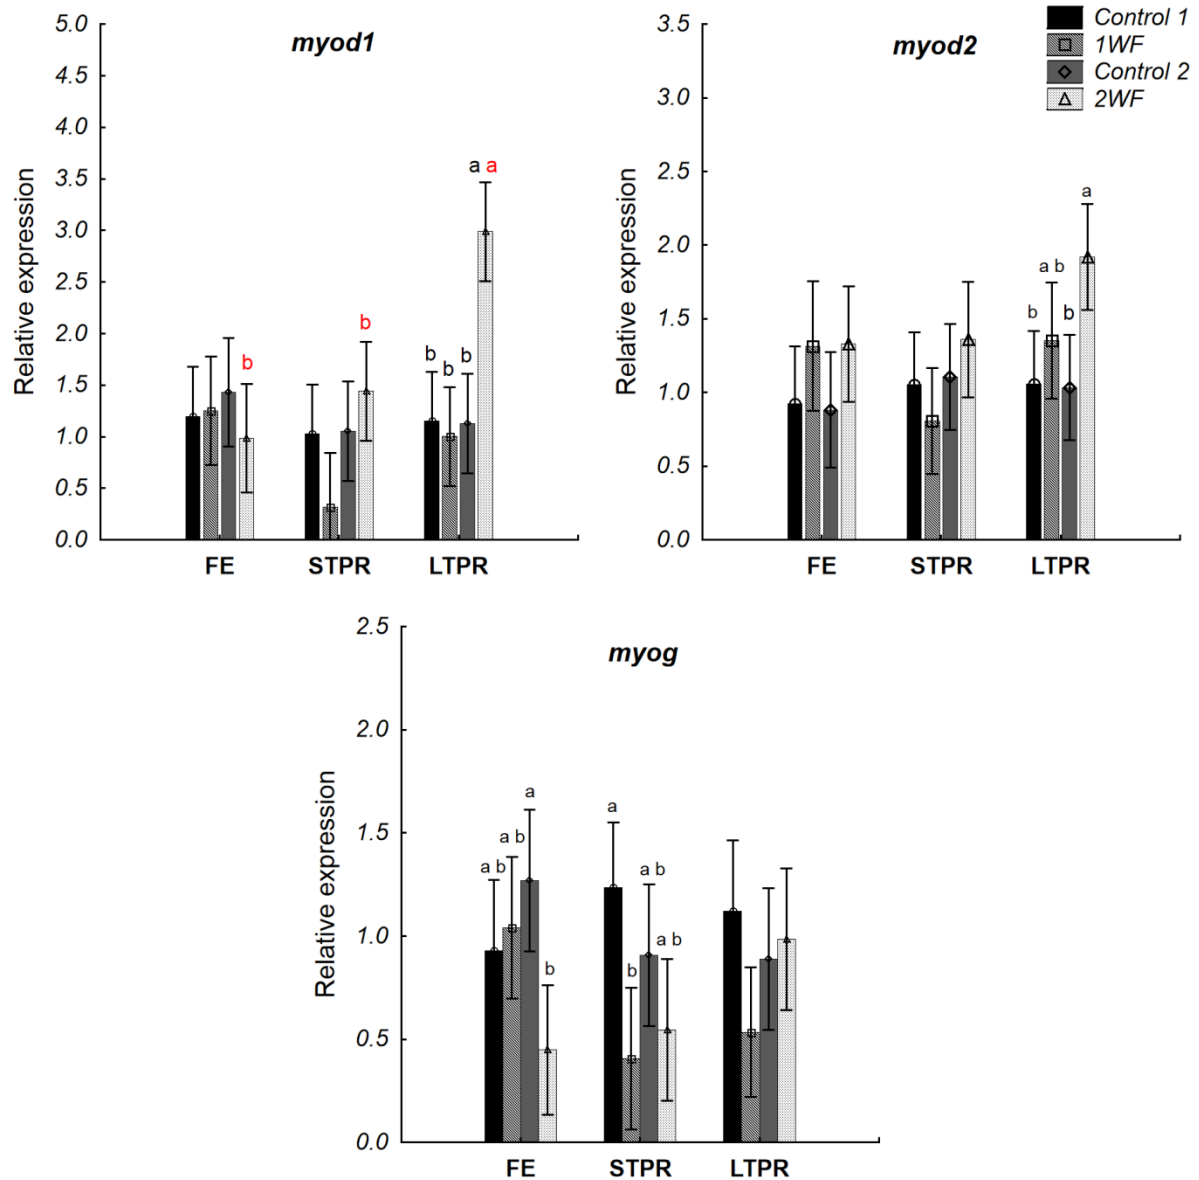 myod1
Relative expression
5.0
4.5
4.0
3.5
3.0
2.5
2.0
1.5
1.0
0.5
0.0
a a
b
b
b b b
FE STPR LTPR
myod2
Control 1
1WF
Control 2
2WF
Relative expression
3.5
3.0
2.5
2.0
1.5
1.0
0.5
0.0
a
a b
b b
FE STPR LTPR
myog
Relative expression
2.5
2.0
1.5
1.0
0.5
0.0
a b
a b
a
b
a
b
a b
a b
FE STPR LTPR